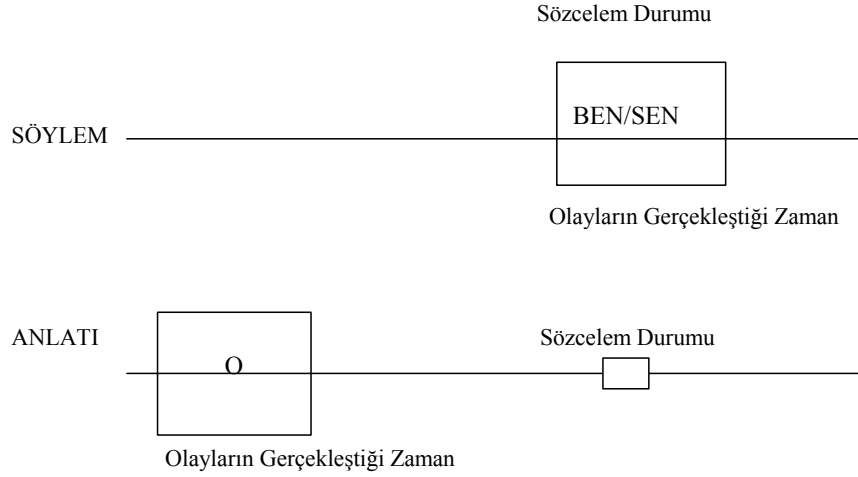 Sözcelem Durumu
BEN/SEN
SÖYLEM
Olayların Gerçekleştiği Zaman
ANLATI
Sözcelem Durumu
O
Olayların Gerçekleştiği Zaman